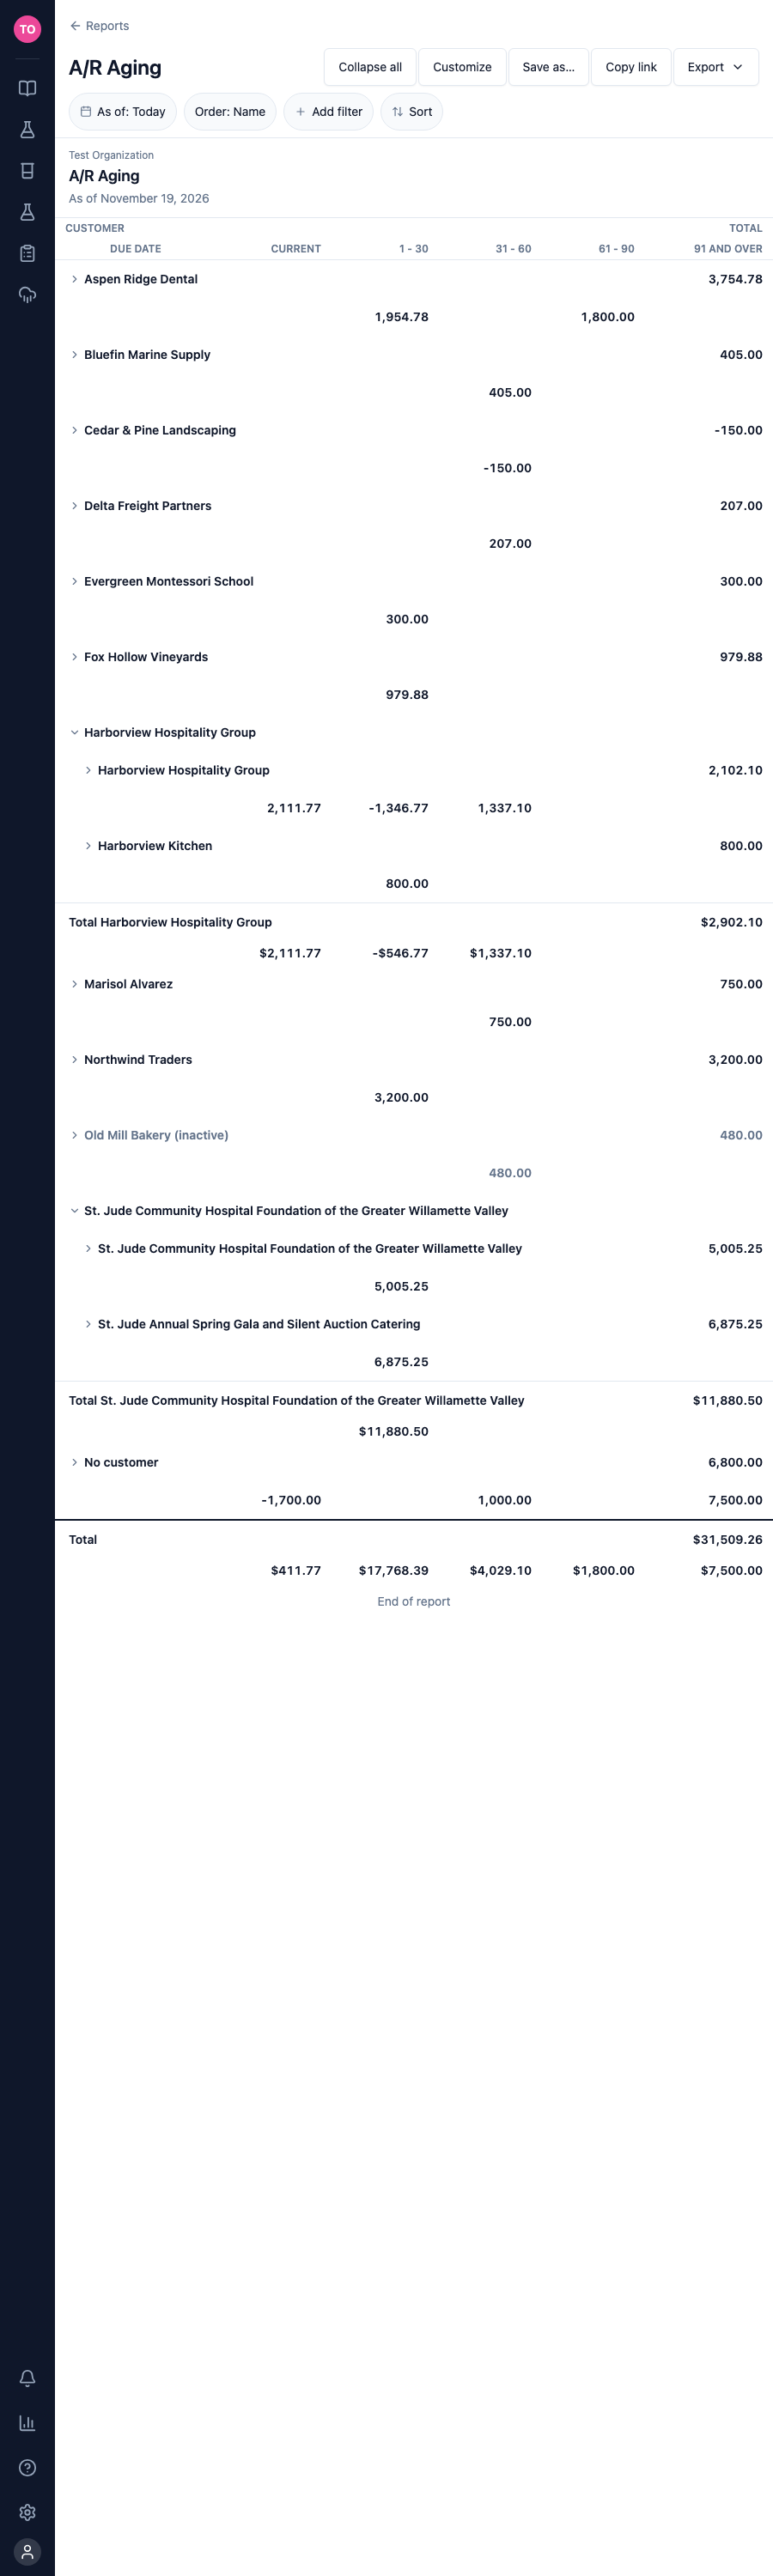 TO
Reports
A/R Aging
Collapse all Customize Save as... Copy link Export
As of: Today Order: Name Add filter Sort
Test Organization
A/R Aging
As of November 19, 2026
CUSTOMER TOTAL
DUE DATE CURRENT 1 - 30 31 - 60 61 - 90 91 AND OVER
Aspen Ridge Dental 3,754.78
1,954.78 1,800.00
Bluefin Marine Supply 405.00
405.00
Cedar & Pine Landscaping -150.00
-150.00
Delta Freight Partners 207.00
207.00
Evergreen Montessori School 300.00
300.00
Fox Hollow Vineyards 979.88
979.88
Harborview Hospitality Group
Harborview Hospitality Group 2,102.10
2,111.77 -1,346.77 1,337.10
Harborview Kitchen 800.00
800.00
Total Harborview Hospitality Group $2,902.10
$2,111.77 -$546.77 $1,337.10
Marisol Alvarez 750.00
750.00
Northwind Traders 3,200.00
3,200.00
Old Mill Bakery (inactive) 480.00
480.00
St. Jude Community Hospital Foundation of the Greater Willamette Valley
St. Jude Community Hospital Foundation of the Greater Willamette Valley 5,005.25
5,005.25
St. Jude Annual Spring Gala and Silent Auction Catering 6,875.25
6,875.25
Total St. Jude Community Hospital Foundation of the Greater Willamette Valley $11,880.50
$11,880.50
No customer 6,800.00
-1,700.00 1,000.00 7,500.00
Total $31,509.26
$411.77 $17,768.39 $4,029.10 $1,800.00 $7,500.00
End of report